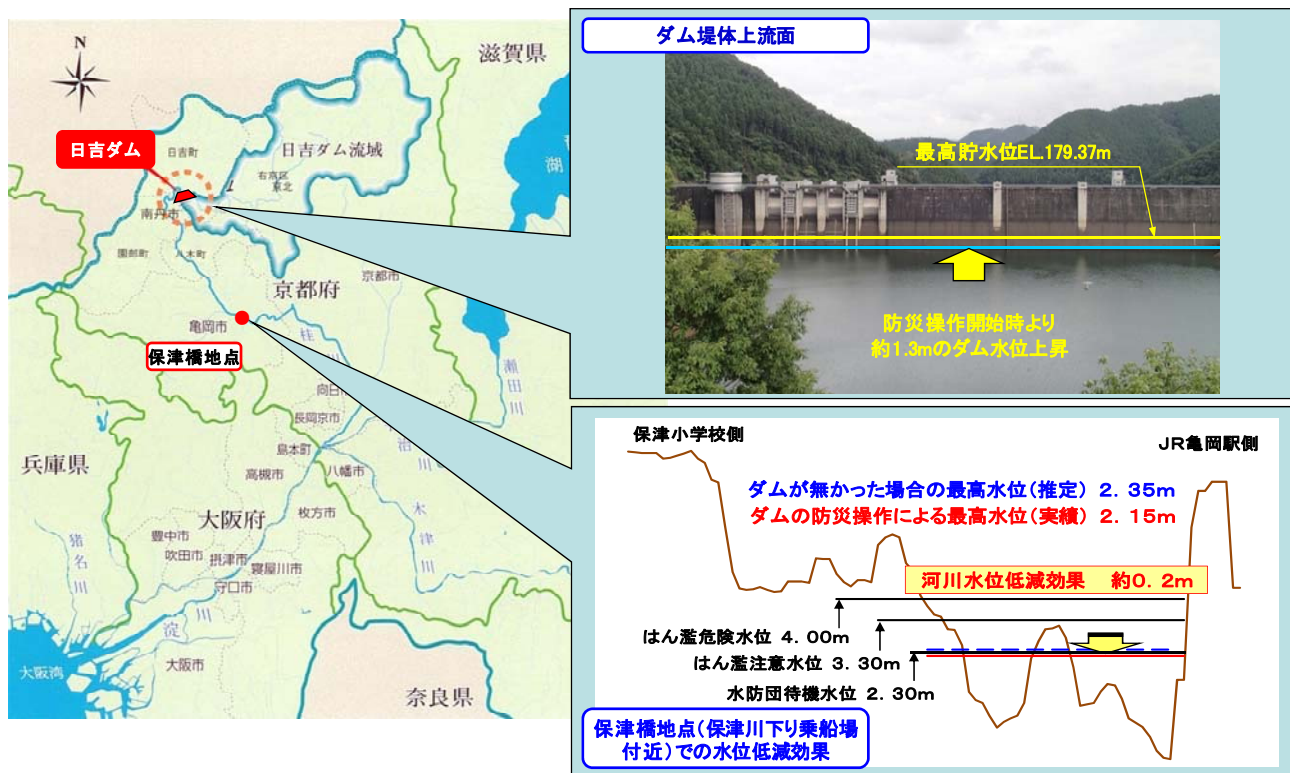 N
滋賀県
日吉ダム
日吉町
日吉ダム流域
右京区
京北
湖
南丹市
園部町
八木町
京都市
京都府
亀岡市
保津橋地点
桂
川
瀬田川
向日市
長岡京市
島本町
治川
八幡市
高槻市
兵庫県
木津川
枚方市
大阪府
豊中市
吹田市
摂津市
寝屋川市
守口市
猪名川
淀
川
大阪市
大阪湾
奈良県
ダム堤体上流面
最高貯水位EL.179.37m
防災操作開始時より
約1.3mのダム水位上昇
保津小学校側
JR亀岡駅側
ダムが無かった場合の最高水位(推定) 2.35m
ダムの防災操作による最高水位(実績) 2.15m
河川水位低減効果 約0.2m
はん濫危険水位 4.00m
はん濫注意水位 3.30m
水防団待機水位 2.30m
保津橋地点(保津川下り乗船場
付近)での水位低減効果